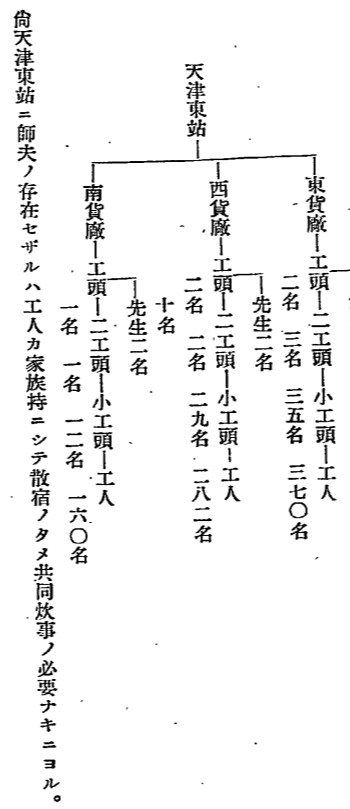 天津東站
東貨廠―工頭―二工頭―小工頭―工人
二名 三名 三五名 三七〇名
先生二名
西貨廠―工頭―二工頭―小工頭―工人
二名 二名 二九名 二八二名
十名
先生二名
南貨廠―工頭―二工頭―小工頭―工人
一名 一名 一二名 一六〇名
尙天津東站ニ師夫ノ存在セザルハ工人カ家族持ニシテ散宿ノタメ共同炊事ノ必要ナキニヨル。